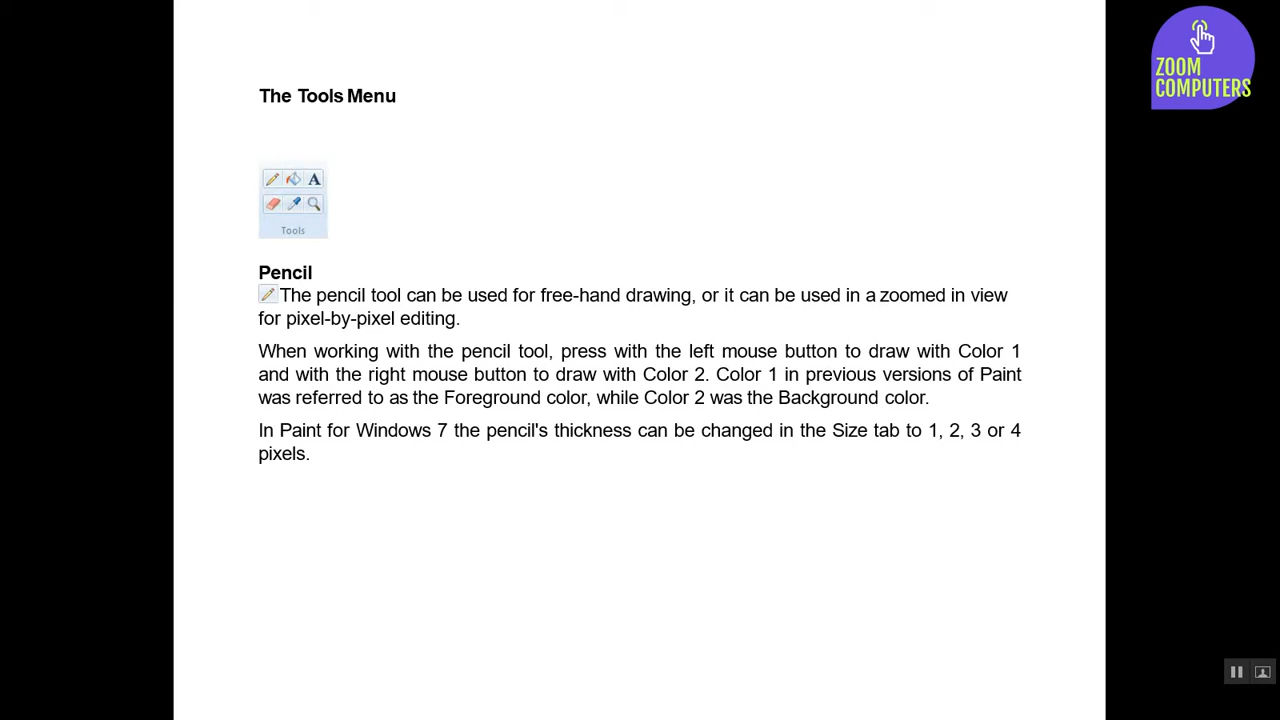 ZOOM
COMPUTERS
The Tools Menu
A
Tools
Pencil
The pencil tool can be used for free-hand drawing, or it can be used in a zoomed in view
for pixel-by-pixel editing.
When working with the pencil tool, press with the left mouse button to draw with Color 1
and with the right mouse button to draw with Color 2. Color 1 in previous versions of Paint
was referred to as the Foreground color, while Color 2 was the Background color.
In Paint for Windows 7 the pencil's thickness can be changed in the Size tab to 1, 2, 3 or 4
pixels.